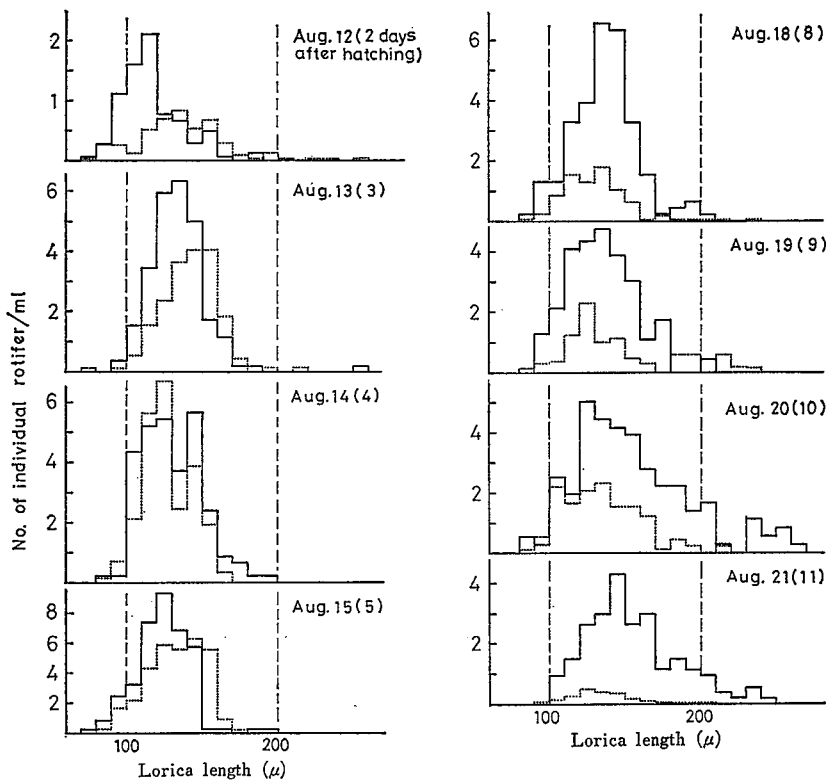 No. of individual rotifer/ml
Aug. 12 (2 days
after hatching)
2
1
Aug. 13 (3)
6
4
2
Aug. 14 (4)
6
4
2
Aug. 15 (5)
8
6
4
2
100
200
Lorica length (μ)
Aug. 18 (8)
6
4
2
Aug. 19 (9)
4
2
Aug. 20 (10)
4
2
Aug. 21 (11)
4
2
100
200
Lorica length (μ)